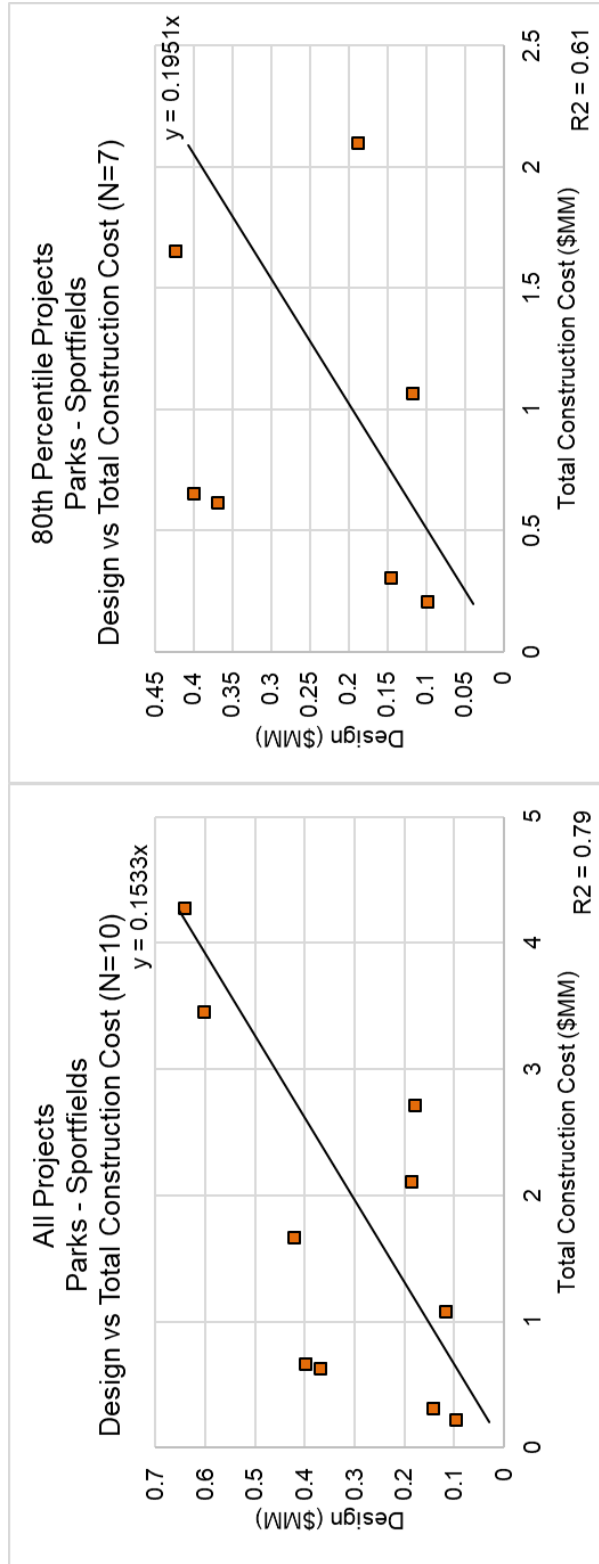 All Projects
Parks - Sportfields
Design vs Total Construction Cost (N=10)
y = 0.1533x
0.7
0.6
0.5
0.4
0.3
0.2
0.1
0
Design ($MM)
0
1
2
3
4
5
Total Construction Cost ($MM)
R2 = 0.79
80th Percentile Projects
Parks - Sportfields
Design vs Total Construction Cost (N=7)
y = 0.1951x
0.45
0.4
0.35
0.3
0.25
0.2
0.15
0.1
0.05
0
Design ($MM)
0
0.5
1
1.5
2
2.5
Total Construction Cost ($MM)
R2 = 0.61